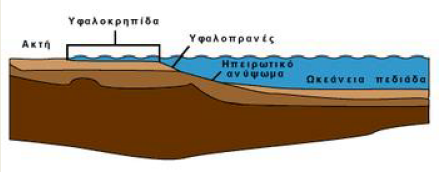 Υφαλοκρηπίδα
Ακτή
Υφαλοπρανές
Ηπειρωτικό
ανύψωμα
Ωκεάνεια πεδιάδα